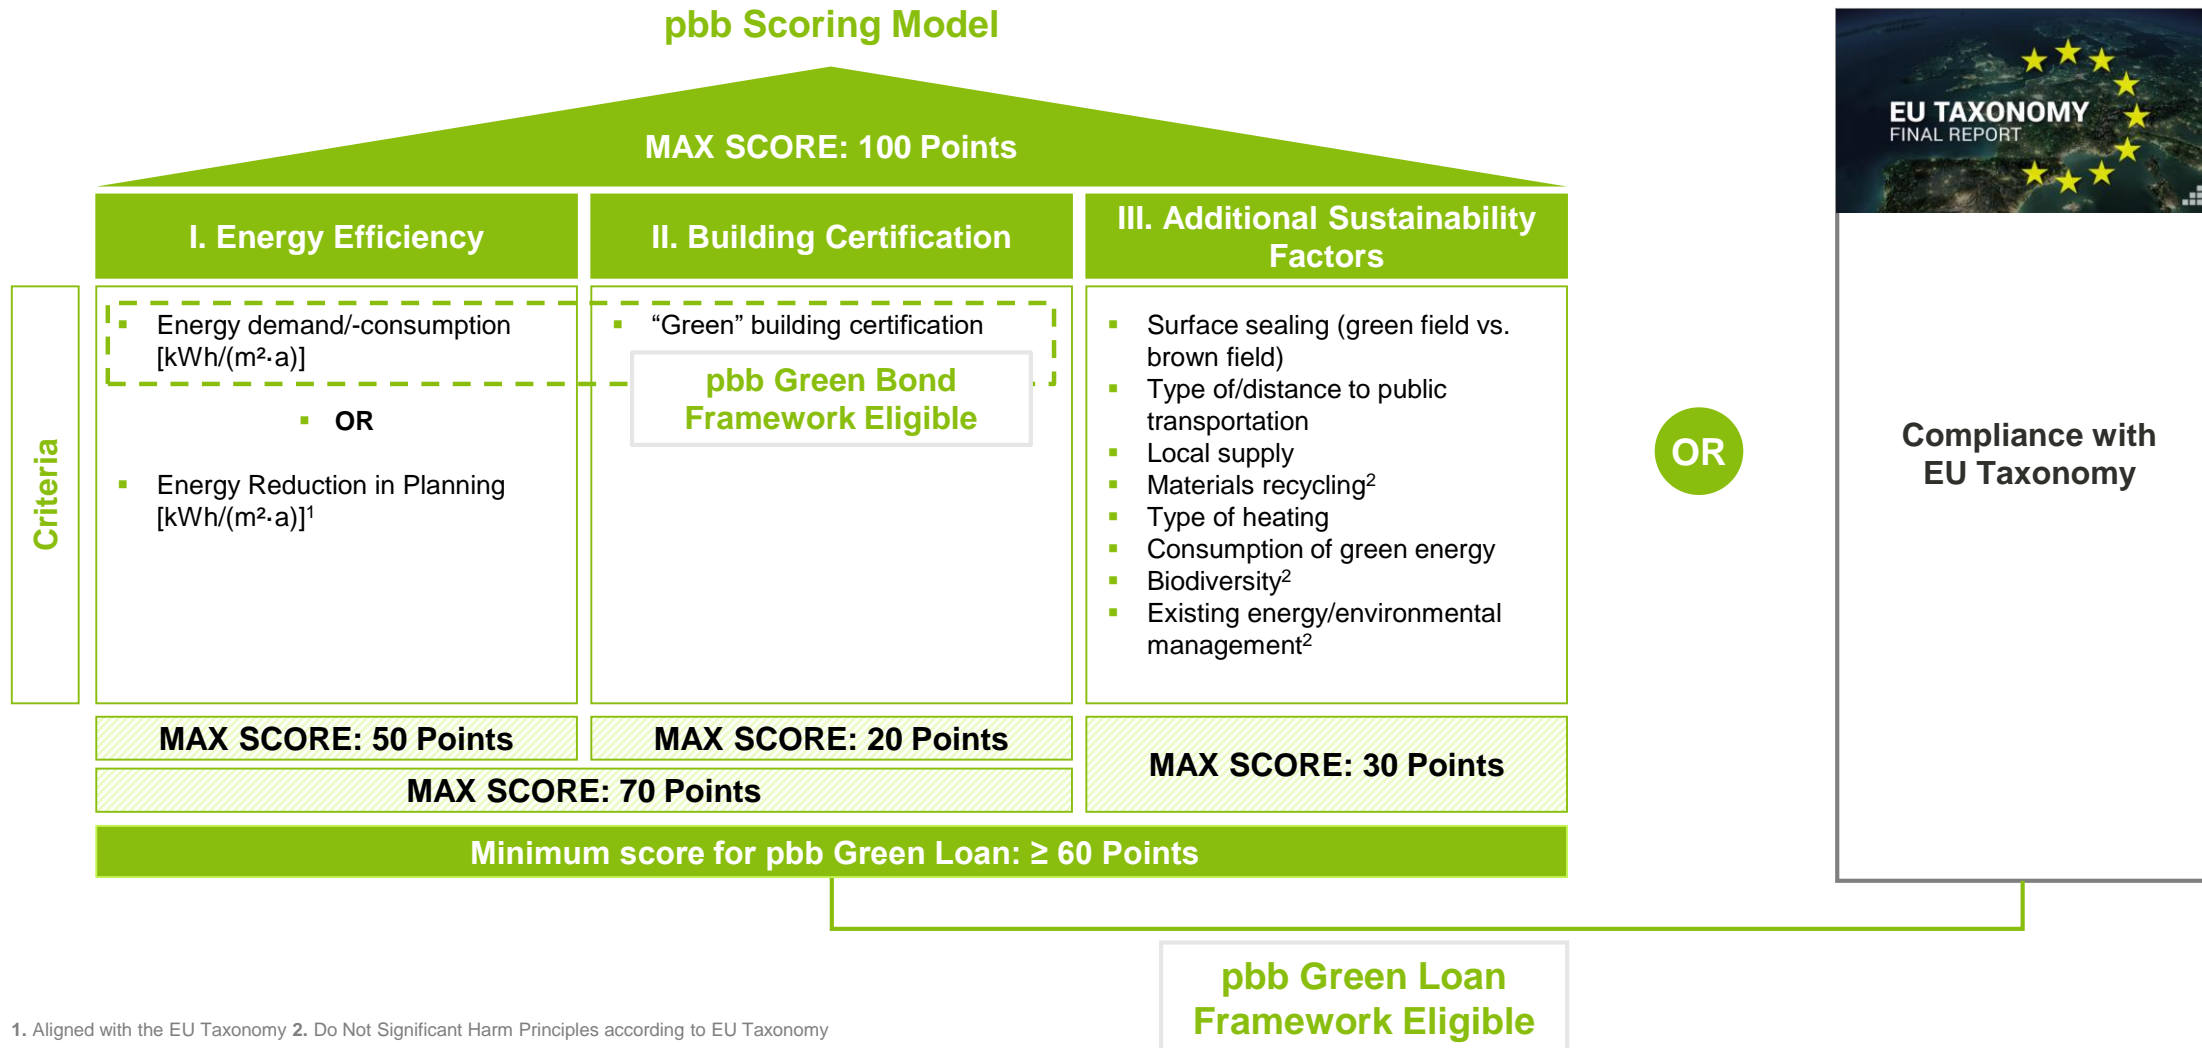 pbb Scoring Model
MAX SCORE: 100 Points
I. Energy Efficiency
II. Building Certification
III. Additional Sustainability
Factors
Criteria
▪ Energy demand/-consumption
[kWh/(m²·a)]
▪ OR
▪ Energy Reduction in Planning
[kWh/(m²·a)]¹
▪ “Green” building certification
pbb Green Bond
Framework Eligible
▪ Surface sealing (green field vs.
brown field)
▪ Type of/distance to public
transportation
▪ Local supply
▪ Materials recycling²
▪ Type of heating
▪ Consumption of green energy
▪ Biodiversity²
▪ Existing energy/environmental
management²
MAX SCORE: 50 Points
MAX SCORE: 20 Points
MAX SCORE: 70 Points
MAX SCORE: 30 Points
Minimum score for pbb Green Loan: ≥ 60 Points
OR
EU TAXONOMY
FINAL REPORT
Compliance with
EU Taxonomy
pbb Green Loan
Framework Eligible
1. Aligned with the EU Taxonomy 2. Do Not Significant Harm Principles according to EU Taxonomy